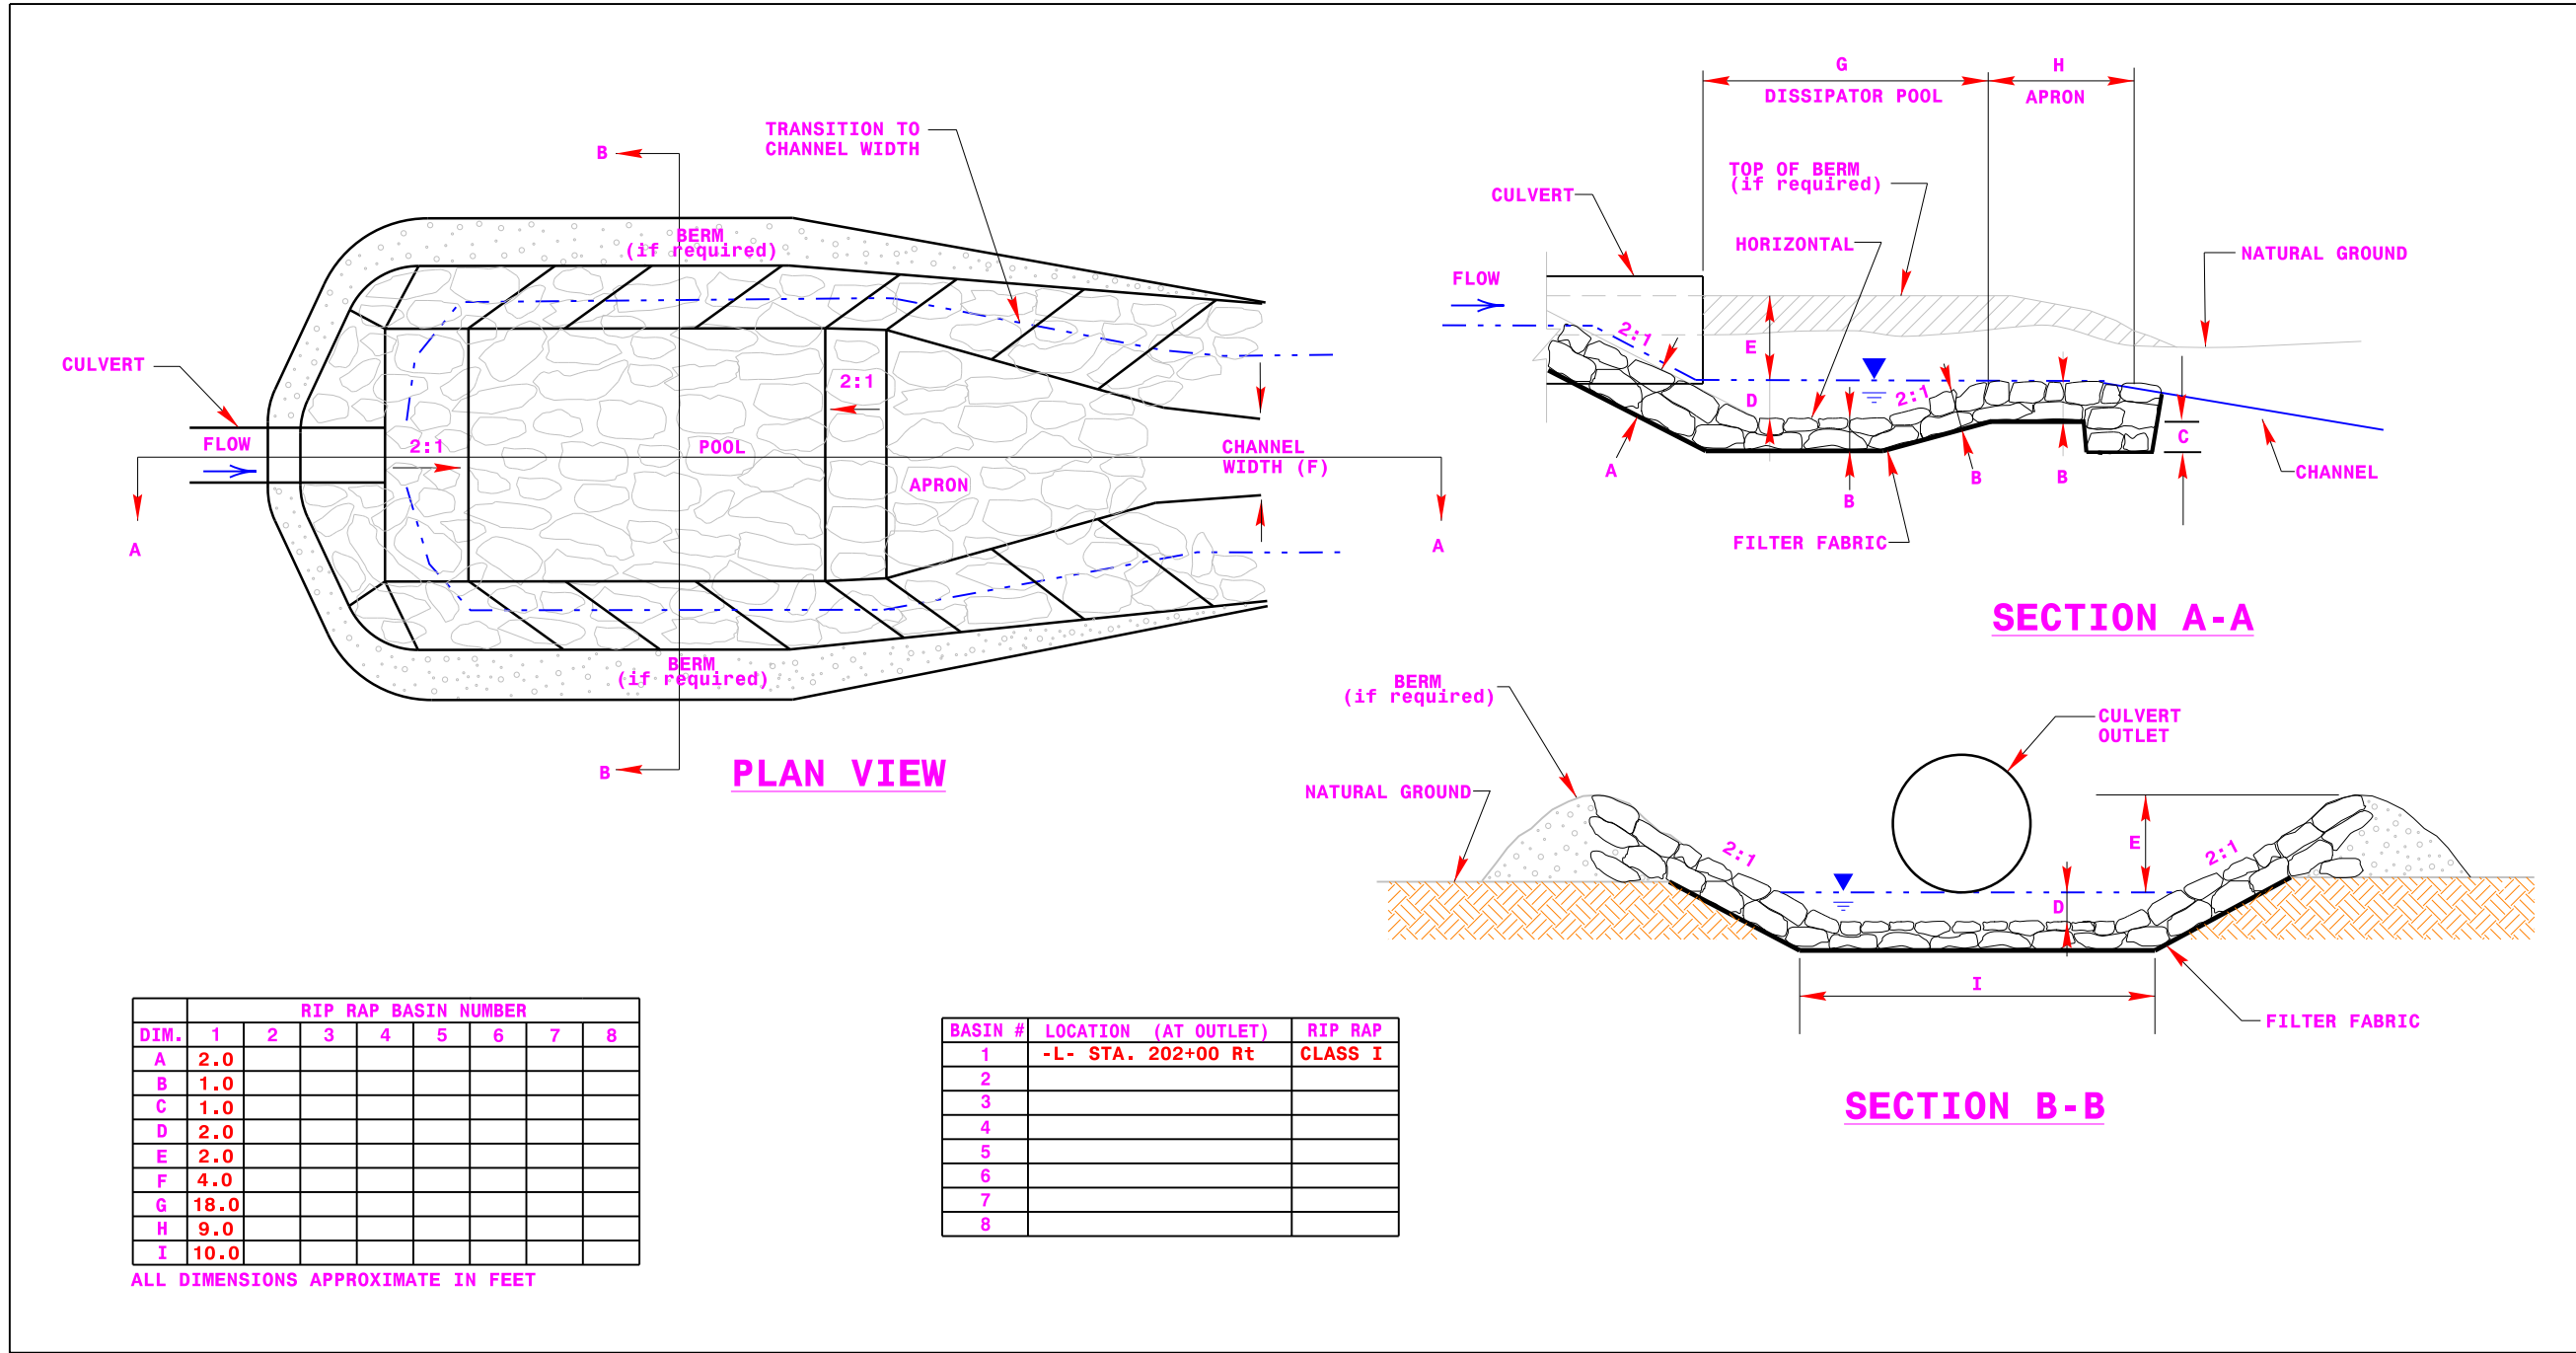 TRANSITION TO
CHANNEL WIDTH
B
BERM
(if required)
CULVERT
2:1
FLOW
2:1
POOL
CHANNEL
WIDTH (F)
APRON
A
A
BERM
(if required)
B
PLAN VIEW
G
H
DISSIPATOR POOL
APRON
TOP OF BERM
(if required)
CULVERT
HORIZONTAL
NATURAL GROUND
FLOW
2:1
E
D
2:1
C
A
B
B
B
CHANNEL
FILTER FABRIC
SECTION A-A
BERM
(if required)
CULVERT
OUTLET
NATURAL GROUND
2:1
E
2:1
D
I
FILTER FABRIC
SECTION B-B
RIP RAP BASIN NUMBER
DIM. 1 2 3 4 5 6 7 8
A 2.0
B 1.0
C 1.0
D 2.0
E 2.0
F 4.0
G 18.0
H 9.0
I 10.0
ALL DIMENSIONS APPROXIMATE IN FEET
BASIN # LOCATION (AT OUTLET) RIP RAP
1 -L- STA. 202+00 Rt CLASS I
2
3
4
5
6
7
8